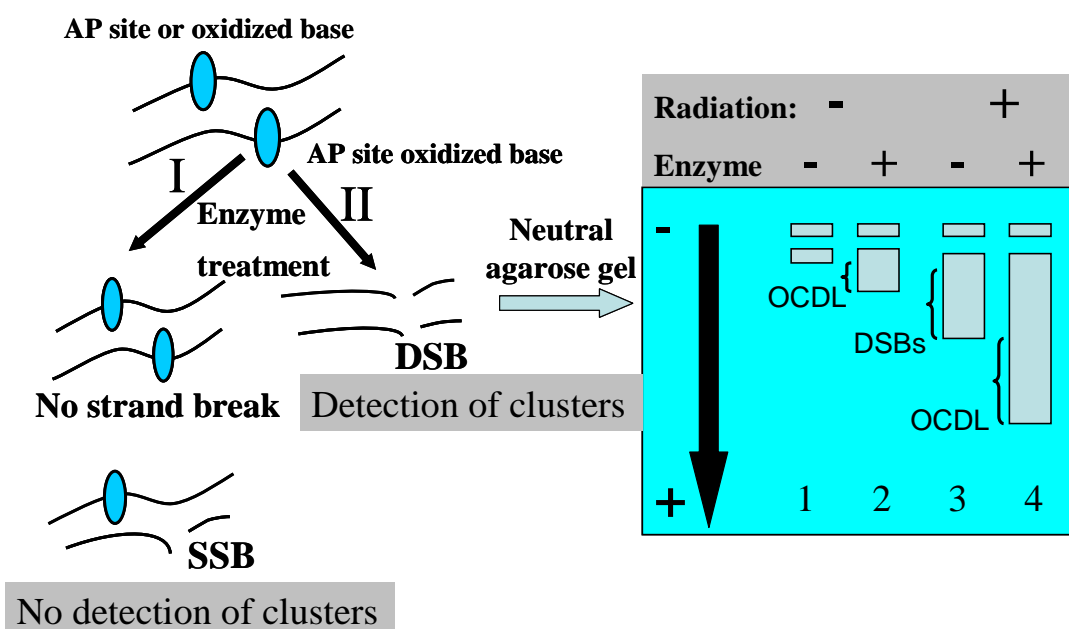 AP site or oxidized base
AP site oxidized base
I
II
Enzyme
treatment
No strand break
DSB
Detection of clusters
SSB
No detection of clusters
Neutral
agarose gel
Radiation: - +
Enzyme - + - +
-
OCDL
DSBs
OCDL
+ 1 2 3 4